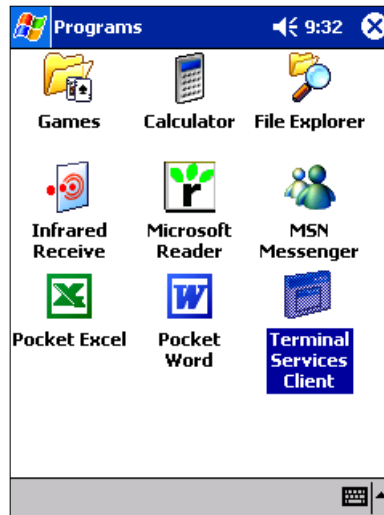 Programs 9:32
Games Calculator File Explorer
Infrared Receive
Microsoft Reader
MSN Messenger
Pocket Excel
Pocket Word
Terminal Services Client